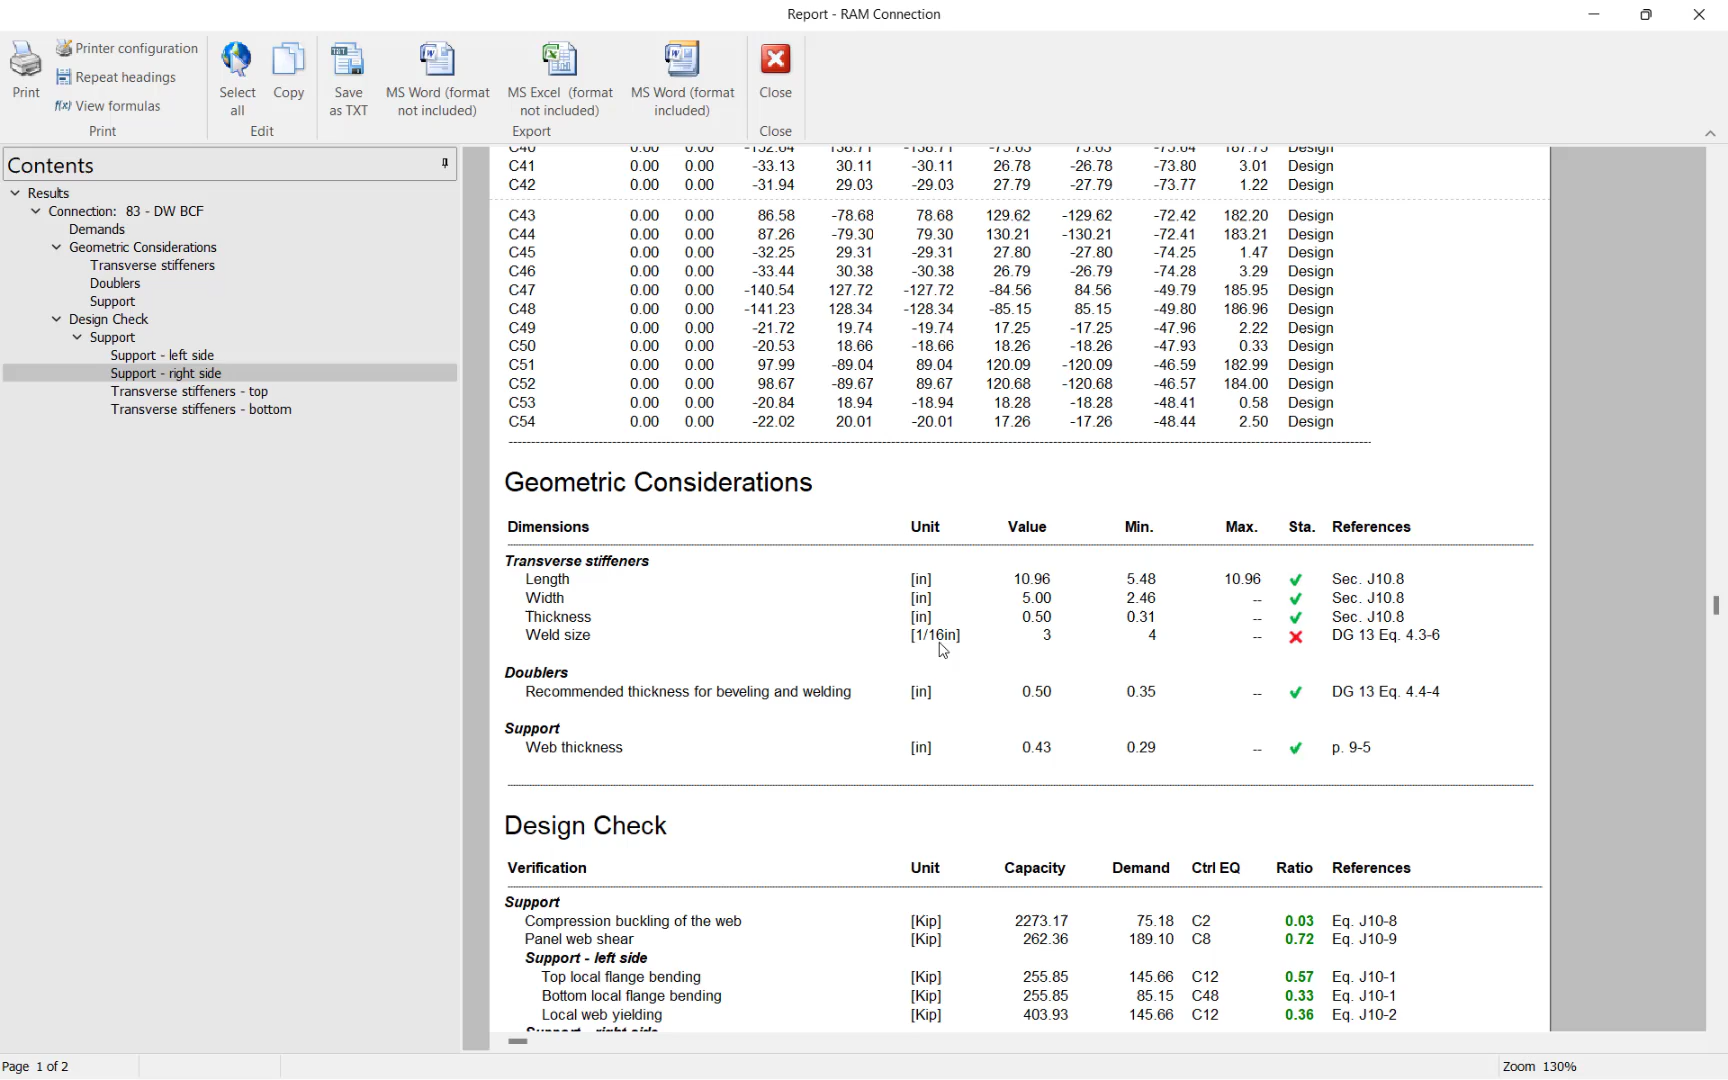 Report - RAM Connection
Print
Printer configuration
Repeat headings
f(x) View formulas
Print
Select all
Copy
Edit
Save as TXT
MS Word (format not included)
MS Excel (format not included)
MS Word (format included)
Export
Close
Close
Contents
Results
Connection: 83 - DW BCF
Demands
Geometric Considerations
Transverse stiffeners
Doublers
Support
Design Check
Support
Support - left side
Support - right side
Transverse stiffeners - top
Transverse stiffeners - bottom
C40 0.00 0.00 -152.64 138.71 -138.71 -75.63 75.63 -73.64 187.75 Design
C41 0.00 0.00 -33.13 30.11 -30.11 26.78 -26.78 -73.80 3.01 Design
C42 0.00 0.00 -31.94 29.03 -29.03 27.79 -27.79 -73.77 1.22 Design
C43 0.00 0.00 86.58 -78.68 78.68 129.62 -129.62 -72.42 182.20 Design
C44 0.00 0.00 87.26 -79.30 79.30 130.21 -130.21 -72.41 183.21 Design
C45 0.00 0.00 -32.25 29.31 -29.31 27.80 -27.80 -74.25 1.47 Design
C46 0.00 0.00 -33.44 30.38 -30.38 26.79 -26.79 -74.28 3.29 Design
C47 0.00 0.00 -140.54 127.72 -127.72 -84.56 84.56 -49.79 185.95 Design
C48 0.00 0.00 -141.23 128.34 -128.34 -85.15 85.15 -49.80 186.96 Design
C49 0.00 0.00 -21.72 19.74 -19.74 17.25 -17.25 -47.96 2.22 Design
C50 0.00 0.00 -20.53 18.66 -18.66 18.26 -18.26 -47.93 0.33 Design
C51 0.00 0.00 97.99 -89.04 89.04 120.09 -120.09 -46.59 182.99 Design
C52 0.00 0.00 98.67 -89.67 89.67 120.68 -120.68 -46.57 184.00 Design
C53 0.00 0.00 -20.84 18.94 -18.94 18.28 -18.28 -48.41 0.58 Design
C54 0.00 0.00 -22.02 20.01 -20.01 17.26 -17.26 -48.44 2.50 Design
Geometric Considerations
Dimensions Unit Value Min. Max. Sta. References
Transverse stiffeners
Length [in] 10.96 5.48 10.96 ✓ Sec. J10.8
Width [in] 5.00 2.46 -- ✓ Sec. J10.8
Thickness [in] 0.50 0.31 -- ✓ Sec. J10.8
Weld size [1/16in] 3 4 -- ✗ DG 13 Eq. 4.3-6
Doublers
Recommended thickness for beveling and welding [in] 0.50 0.35 -- ✓ DG 13 Eq. 4.4-4
Support
Web thickness [in] 0.43 0.29 -- ✓ p. 9-5
Design Check
Verification Unit Capacity Demand Ctrl EQ Ratio References
Support
Compression buckling of the web [Kip] 2273.17 75.18 C2 0.03 Eq. J10-8
Panel web shear [Kip] 262.36 189.10 C8 0.72 Eq. J10-9
Support - left side
Top local flange bending [Kip] 255.85 145.66 C12 0.57 Eq. J10-1
Bottom local flange bending [Kip] 255.85 85.15 C48 0.33 Eq. J10-1
Local web yielding [Kip] 403.93 145.66 C12 0.36 Eq. J10-2
Support - right side
Page 1 of 2
Zoom 130%